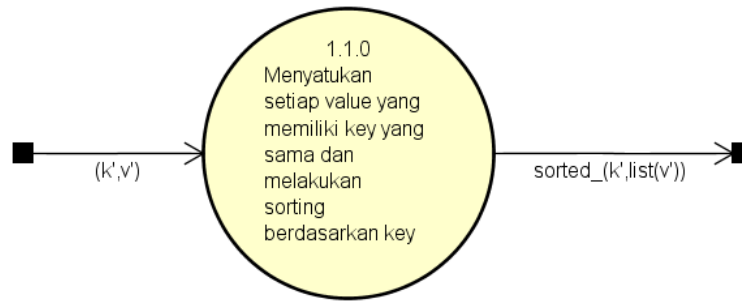 1.1.0
Menyatukan
setiap value yang
memiliki key yang
sama dan
melakukan
sorting
berdasarkan key
(k',v')
sorted_(k',list(v'))